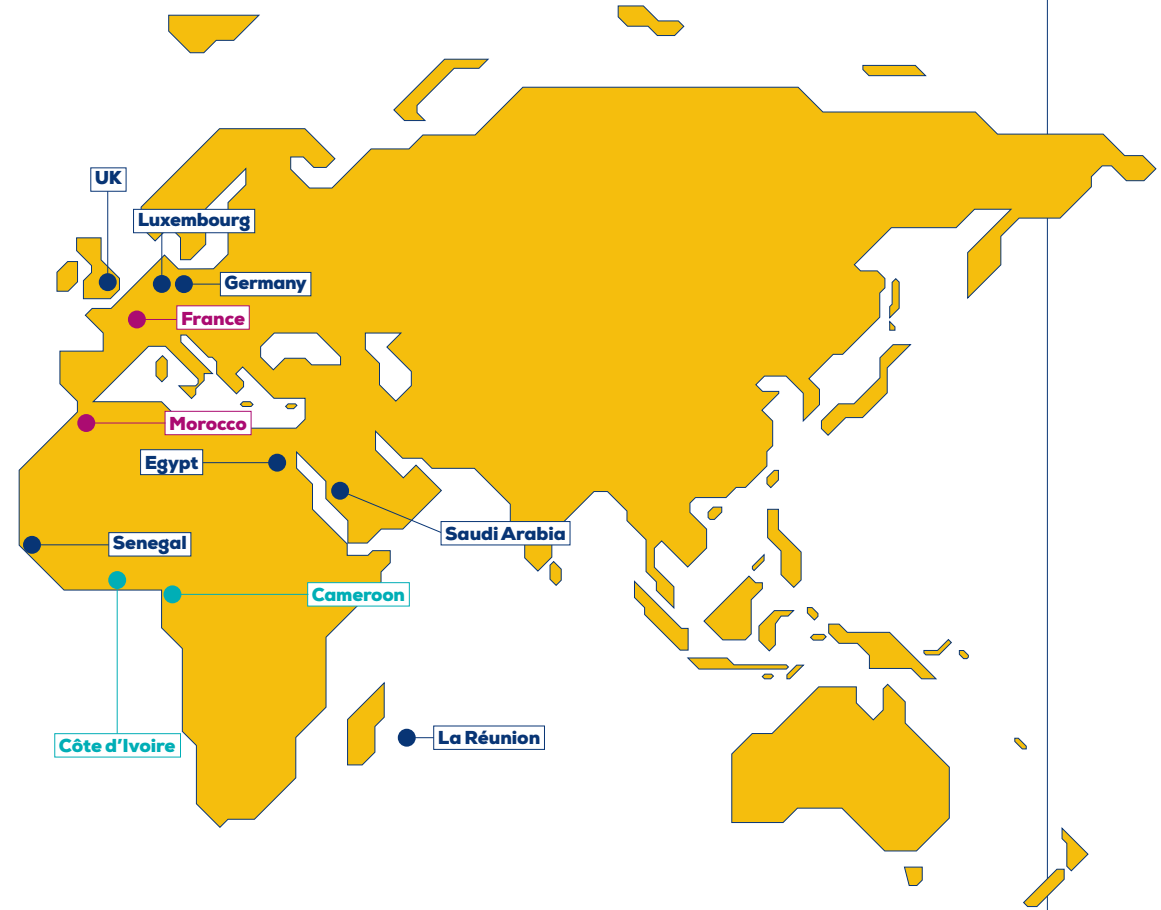 UK
Luxembourg
Germany
France
Morocco
Egypt
Saudi Arabia
Senegal
Cameroon
La Réunion
Côte d'Ivoire